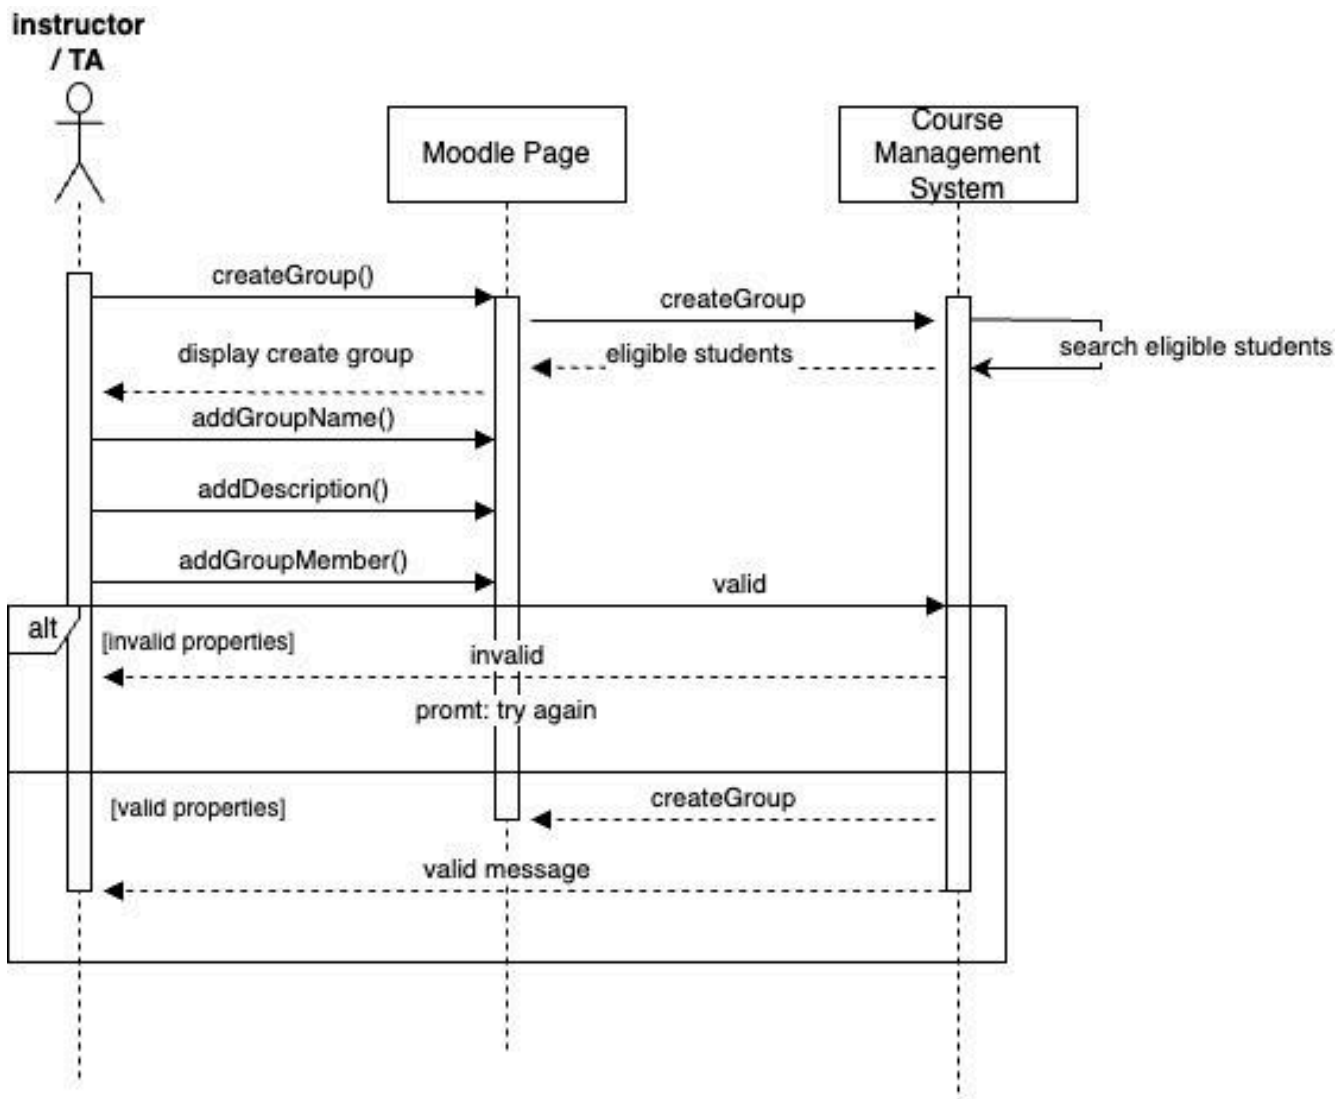 instructor
/ TA
Moodle Page
Course
Management
System
createGroup()
createGroup
search eligible students
display create group
eligible students
addGroupName()
addDescription()
addGroupMember()
valid
alt
[invalid properties]
invalid
promt: try again
[valid properties]
createGroup
valid message